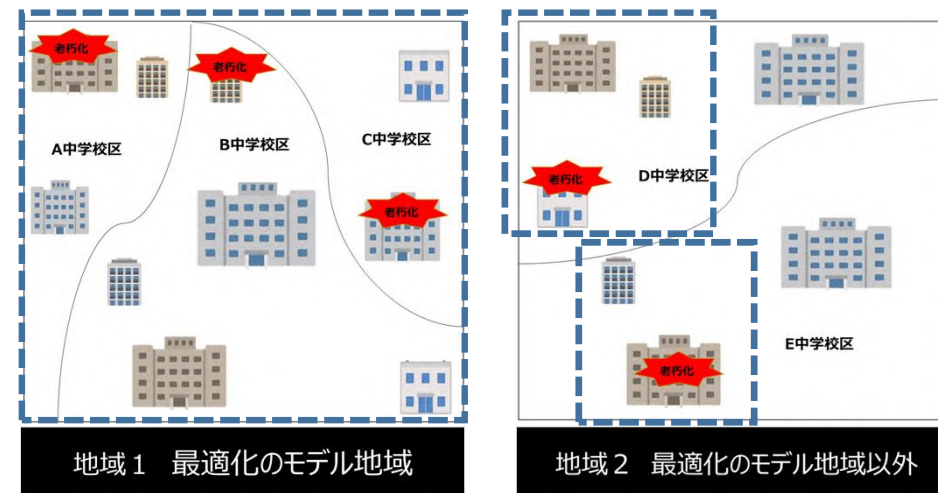 老朽化
老朽化
A中学校区
B中学校区
C中学校区
老朽化
地域1 最適化のモデル地域
老朽化
D中学校区
E中学校区
老朽化
地域2 最適化のモデル地域以外